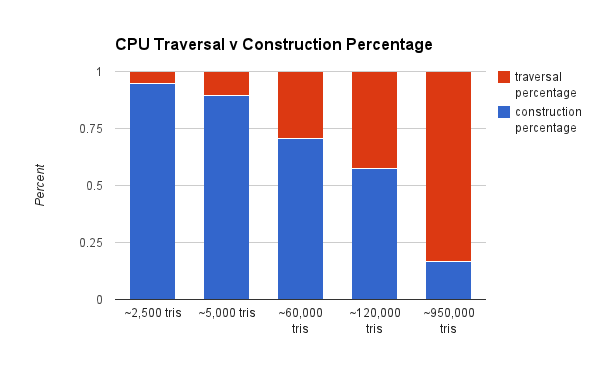 CPU Traversal v Construction Percentage
traversal
percentage
construction
percentage
Percent
1
0.75
0.5
0.25
0
~2,500 tris
~5,000 tris
~60,000
tris
~120,000
tris
~950,000
tris